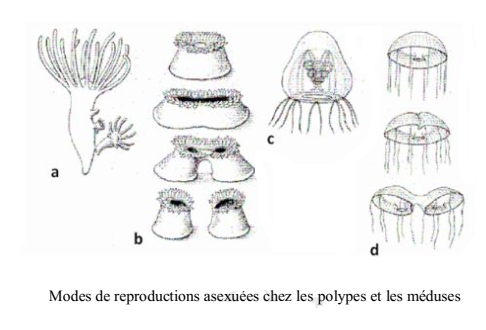 a
b
c
d
Modes de reproductions asexuées chez les polypes et les méduses